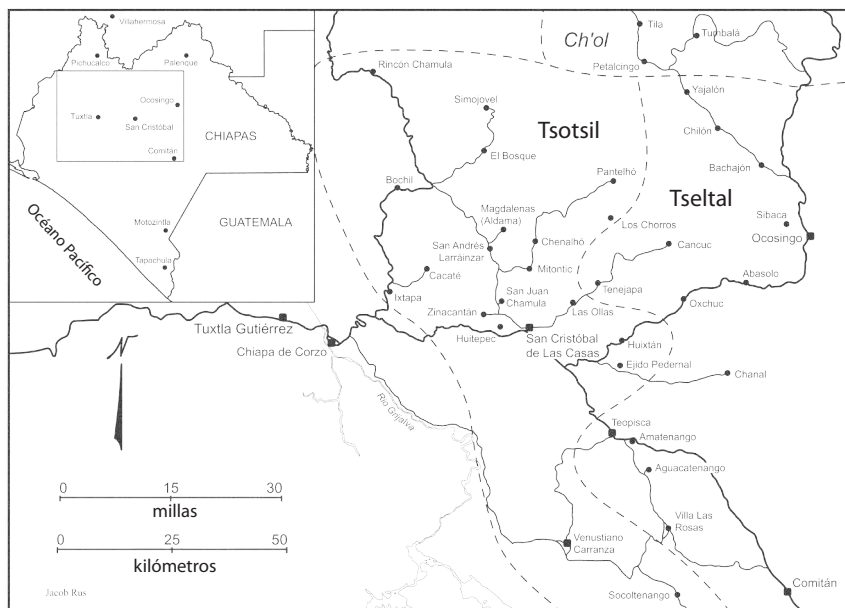 Villahermosa
Pichucalco
Palenque
Ocosingo
Tuxtla
San Cristóbal
CHIAPAS
Comitán
GUATEMALA
Océano Pacífico
Motozintla
Tapachula
Ch'ol
Tila
Tumbalá
Petalcingo
Rincón Chamula
Yajalón
Simojovel
Tsotsil
Chilón
El Bosque
Bachajón
Pantelhó
Bochil
Tseltal
Magdalenas
(Aldama)
Los Chorros
Sibaca
Ocosingo
Chenalhó
Cancuc
San Andrés
Larráinzar
Cacaté
Mitontic
Abasolo
Ixtapa
San Juan
Chamula
Tenejapa
Oxchuc
Zinacantán
Las Ollas
Tuxtla Gutiérrez
Huitepec
San Cristóbal
de Las Casas
Huixtán
Chiapa de Corzo
N
Ejido Pedernal
Chanal
Río Grijalva
Teopisca
Amatenango
Aguacatenango
0 15 30
millas
Villa Las
Rosas
0 25 50
kilómetros
Venustiano
Carranza
Comitán
Socoltenango
Jacob Rus